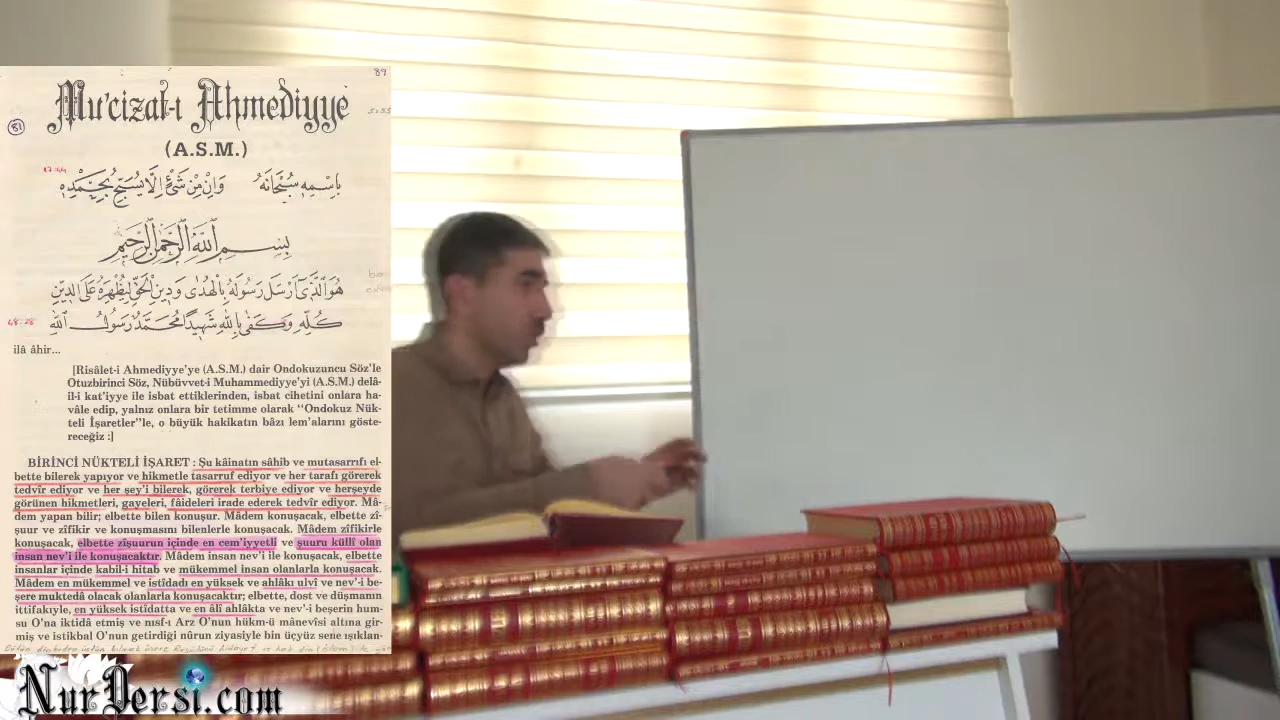 89
Mu'cizat-ı Ahmediyye
81
(A.S.M.)
بِاسْمِهِ سُبْحَانَهُ وَاِنْ مِنْ شَىْءٍ اِلَّا يُسَبِّحُ بِحَمْدِهِ
بِسْمِ اللّٰهِ الرَّحْمٰنِ الرَّحِيمِ
هُوَ الَّذِى اَرْسَلَ رَسُولَهُ بِالْهُدٰى وَدِينِ الْحَقِّ لِيُظْهِرَهُ عَلَى الدِّينِ
48-28
كُلِّهِ وَكَفٰى بِاللّٰهِ شَهِيدًا مُحَمَّدٌ رَسُولُ اللّٰهِ
ilâ âhir...
[Risâlet-i Ahmediyye'ye (A.S.M.) dair Ondokuzuncu Söz'le
Otuzbirinci Söz, Nübüvvet-i Muhammediyye'yi (A.S.M.) delâ-
il-i kat'iyye ile isbat ettiklerinden, isbat cihetini onlara ha-
vâle edip, yalnız onlara bir tetimme olarak "Ondokuz Nük-
teli İşaretler"le, o büyük hakikatın bâzı lem'alarını göste-
receğiz :]
BİRİNCİ NÜKTELİ İŞARET : Şu kâinatın sâhib ve mutasarrıfı el-
bette bilerek yapıyor ve hikmetle tasarruf ediyor ve her tarafı görerek
tedvîr ediyor ve her şey'i bilerek, görerek terbiye ediyor ve herşeyde
görünen hikmetleri, gayeleri, fâideleri irade ederek tedvîr ediyor. Mâ-
dem yapan bilir; elbette bilen konuşur. Mâdem konuşacak, elbette zî-
şuur ve zîfikir ve konuşmasını bilenlerle konuşacak. Mâdem zîfikirle
konuşacak, elbette zîşuurun içinde en cem'iyyetli ve şuuru küllî olan
insan nev'i ile konuşacaktır. Mâdem insan nev'i ile konuşacak, elbette
insanlar içinde kabil-i hitab ve mükemmel insan olanlarla konuşacak.
Mâdem en mükemmel ve istîdadı en yüksek ve ahlâkı ulvî ve nev'-i be-
şere muktedâ olacak olanlarla konuşacaktır; elbette, dost ve düşmanın
ittifakıyle, en yüksek istîdatta ve en âlî ahlâkta ve nev'-i beşerin hum-
su O'na iktidâ etmiş ve nısf-ı Arz O'nun hükm-ü mânevîsi altına gir-
miş ve istikbal O'nun getirdiği nûrun ziyasiyle bin üçyüz sene ışıklan-
NurDersi.com